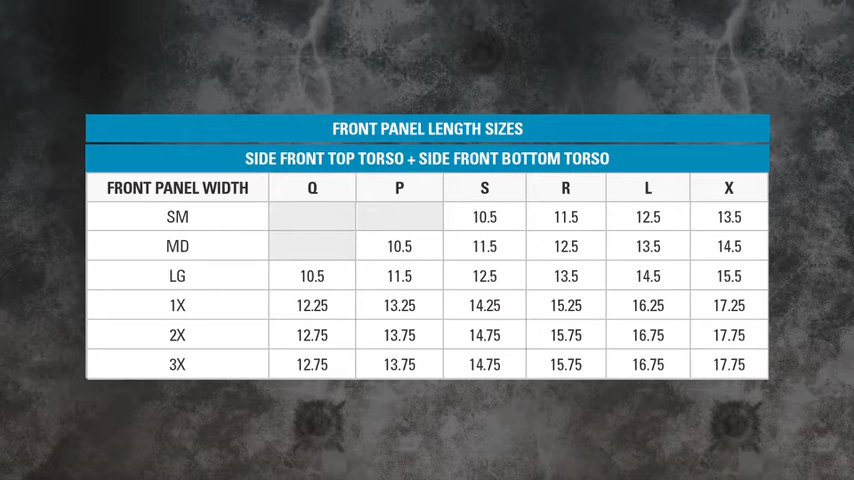 FRONT PANEL LENGTH SIZES
SIDE FRONT TOP TORSO + SIDE FRONT BOTTOM TORSO
FRONT PANEL WIDTH Q P S R L X
SM 10.5 11.5 12.5 13.5
MD 10.5 11.5 12.5 13.5 14.5
LG 10.5 11.5 12.5 13.5 14.5 15.5
1X 12.25 13.25 14.25 15.25 16.25 17.25
2X 12.75 13.75 14.75 15.75 16.75 17.75
3X 12.75 13.75 14.75 15.75 16.75 17.75